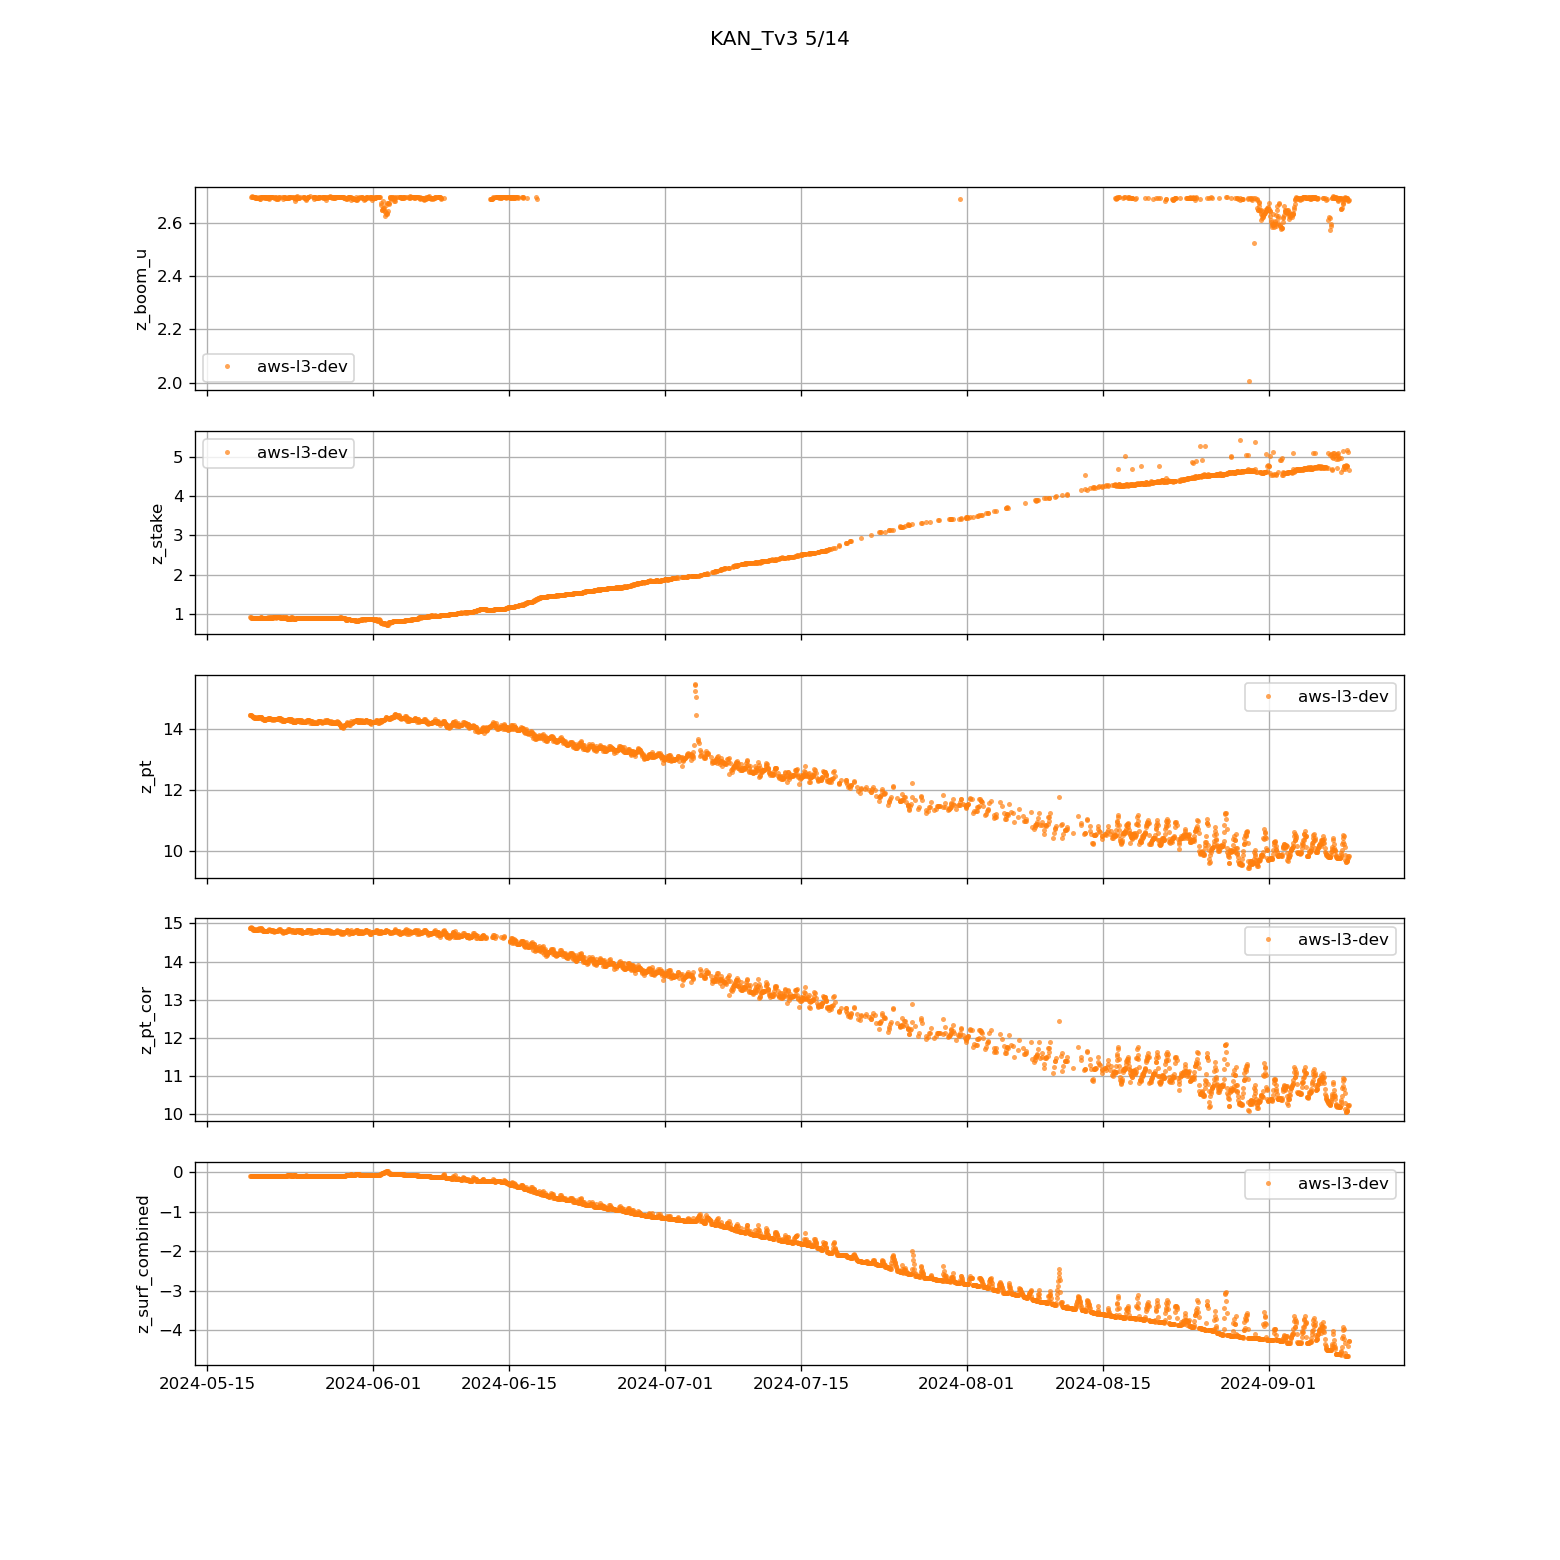 KAN_Tv3 5/14
z_boom_u
2.6
2.4
2.2
2.0
aws-l3-dev
z_stake
5
4
3
2
1
aws-l3-dev
z_pt
14
12
10
aws-l3-dev
z_pt_cor
15
14
13
12
11
10
aws-l3-dev
z_surf_combined
0
−1
−2
−3
−4
aws-l3-dev
2024-05-15 2024-06-01 2024-06-15 2024-07-01 2024-07-15 2024-08-01 2024-08-15 2024-09-01